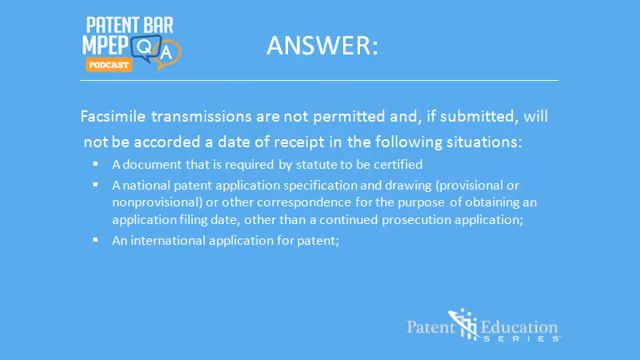 PATENT BAR
MPEP Q A
PODCAST
ANSWER:
Facsimile transmissions are not permitted and, if submitted, will
not be accorded a date of receipt in the following situations:
▪ A document that is required by statute to be certified
▪ A national patent application specification and drawing (provisional or
nonprovisional) or other correspondence for the purpose of obtaining an
application filing date, other than a continued prosecution application;
▪ An international application for patent;
Patent Education
SERIES